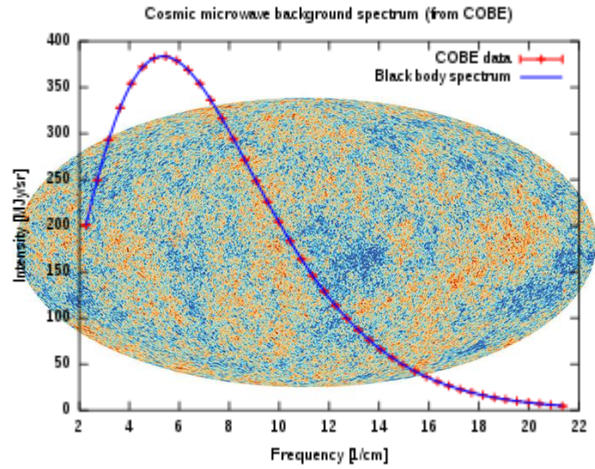 Cosmic microwave background spectrum (from COBE)
COBE data
Black body spectrum
400
350
300
250
200
150
100
50
0
Intensity [MJy/sr]
2 4 6 8 10 12 14 16 18 20 22
Frequency [1/cm]